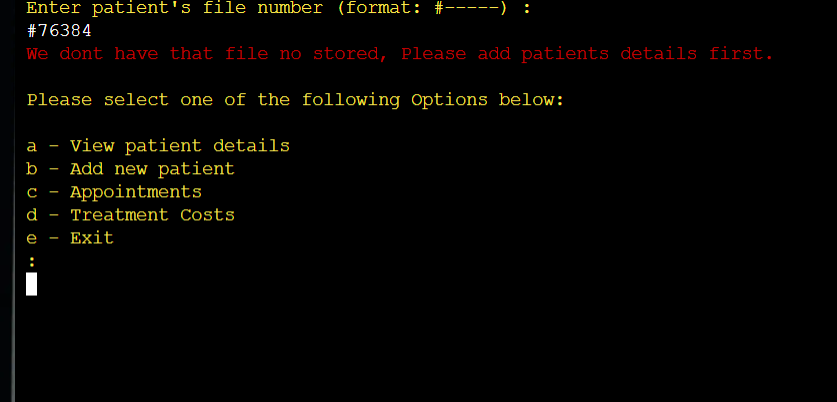 Enter patient's file number (format: #-----) :
#76384
We dont have that file no stored, Please add patients details first.
Please select one of the following Options below:
a - View patient details
b - Add new patient
c - Appointments
d - Treatment Costs
e - Exit
: